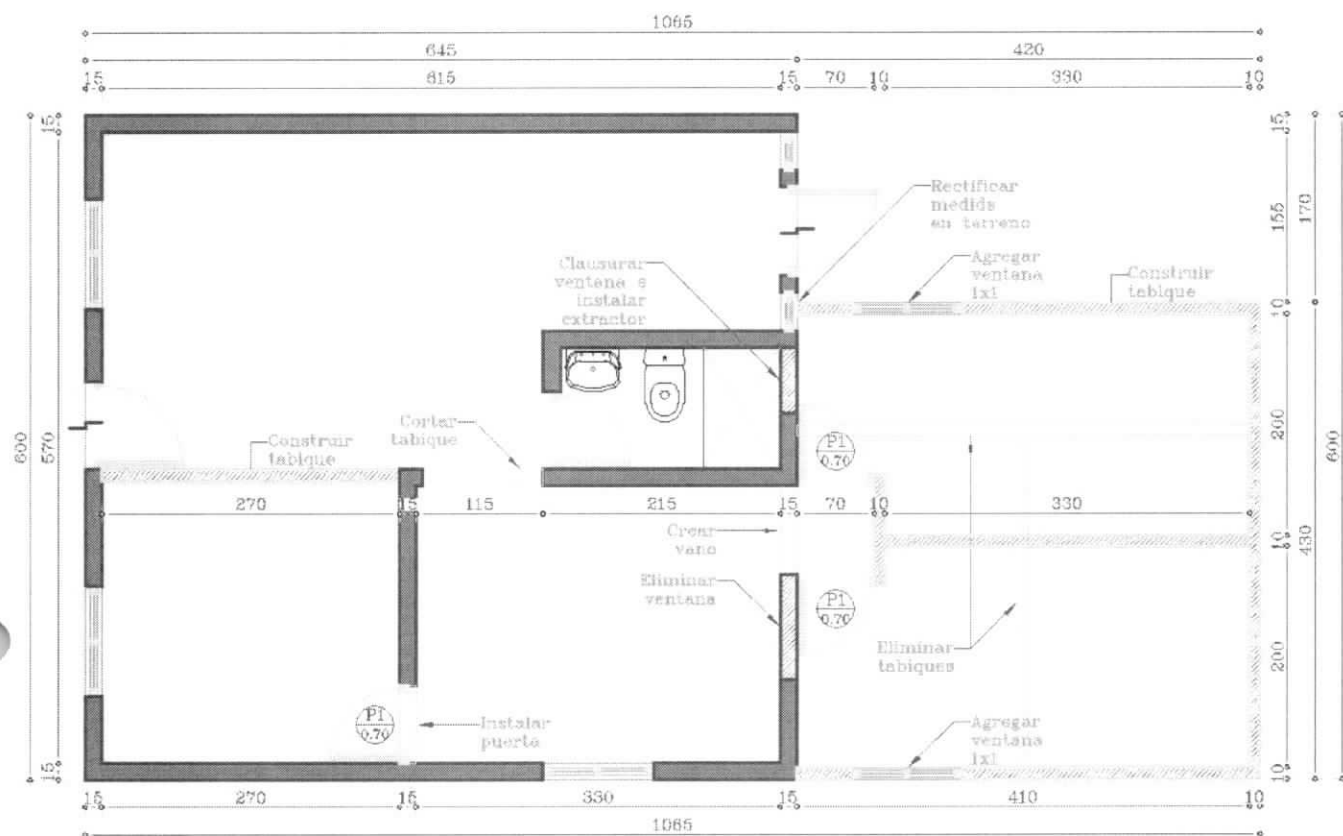 1065
645
420
15
615
15
70
10
330
10
15
15
Rectificar
medida
en terreno
155
170
Clausurar
ventana e
instalar
extractor
Agregar
ventana
1x1
Construir
tabique
10
Cortar
tabique
Construir
tabique
600
570
P1
0.70
200
600
270
15
115
215
15
70
10
330
Crear
vano
10
430
Eliminar
ventana
P1
0.70
Eliminar
tabiques
200
P1
0.70
Instalar
puerta
Agregar
ventana
1x1
15
10
15
270
15
330
15
410
10
1065